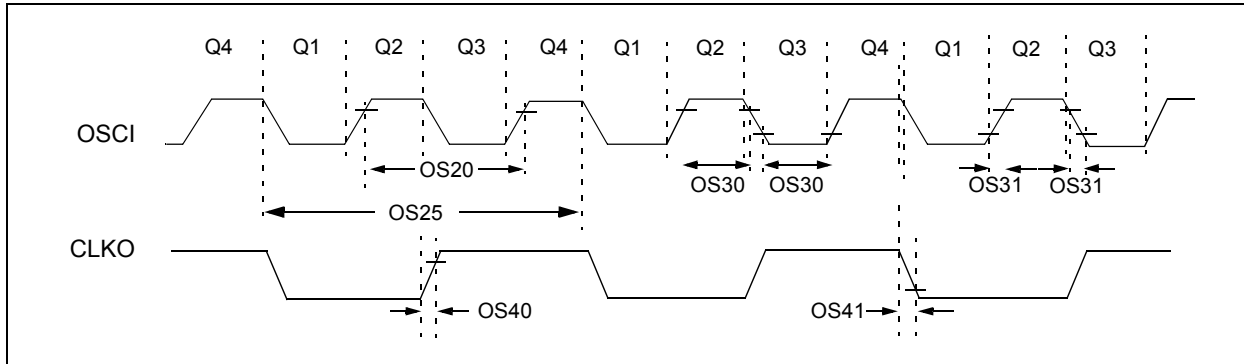 Q4 Q1 Q2 Q3 Q4 Q1 Q2 Q3 Q4 Q1 Q2 Q3
OSCI
OS20
OS30 OS30
OS31 OS31
OS25
CLKO
OS40
OS41